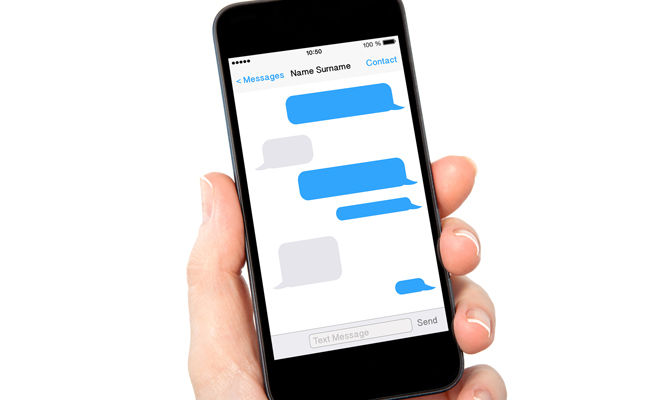 10:50
100 %
< Messages
Name Surname
Contact
Text Message
Send